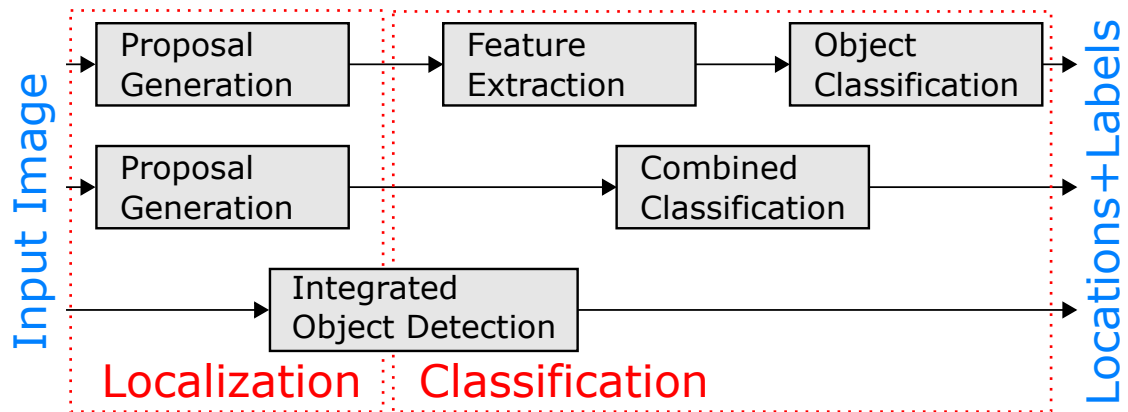 Input Image
Proposal
Generation
Feature
Extraction
Object
Classification
Proposal
Generation
Combined
Classification
Integrated
Object Detection
Localization
Classification
Locations+Labels